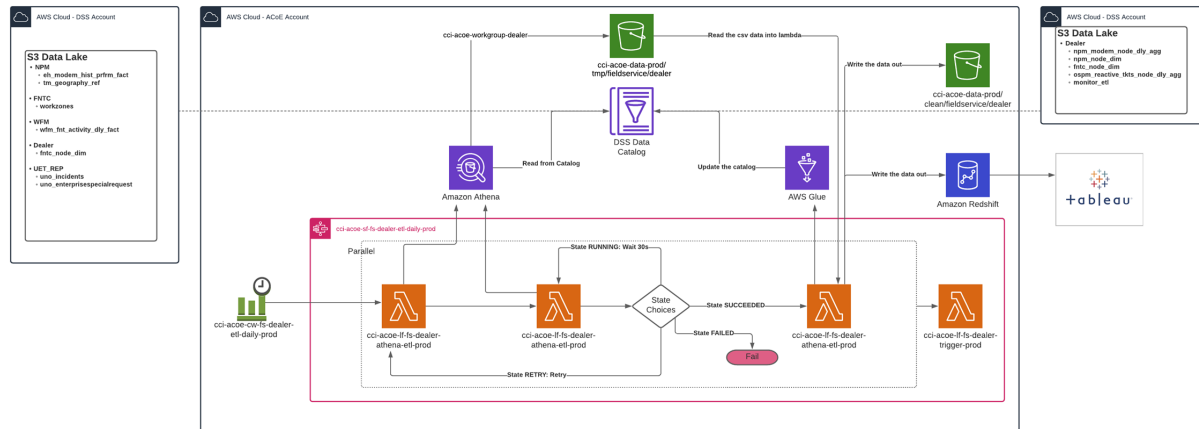 AWS Cloud - DSS Account
S3 Data Lake
• NPM
• eh_modem_hist_prfrm_fact
• tm_geography_ref
• FNTC
• workzones
• WFM
• wfm_fnt_activity_dly_fact
• Dealer
• fntc_node_dim
• UET_REP
• uno_incidents
• uno_enterprisespecialrequest
AWS Cloud - ACoE Account
cci-acoe-workgroup-dealer
cci-acoe-data-prod/
tmp/fieldservice/dealer
Read the csv data into lambda
Write the data out
cci-acoe-data-prod/
clean/fieldservice/dealer
DSS Data
Catalog
Amazon Athena
Read from Catalog
Update the catalog
AWS Glue
Write the data out
Amazon Redshift
AWS Cloud - DSS Account
S3 Data Lake
• Dealer
• npm_modem_node_dly_agg
• npm_node_dim
• fntc_node_dim
• ospm_reactive_tkts_node_dly_agg
• monitor_etl
+ableau
cci-acoe-sf-fs-dealer-etl-daily-prod
Parallel
State RUNNING: Wait 30s
cci-acoe-cw-fs-dealer-
etl-daily-prod
cci-acoe-lf-fs-dealer-
athena-etl-prod
cci-acoe-lf-fs-dealer-
athena-etl-prod
State
Choices
State SUCCEEDED
State FAILED
Fail
State RETRY: Retry
cci-acoe-lf-fs-dealer-
athena-etl-prod
cci-acoe-lf-fs-dealer-
trigger-prod